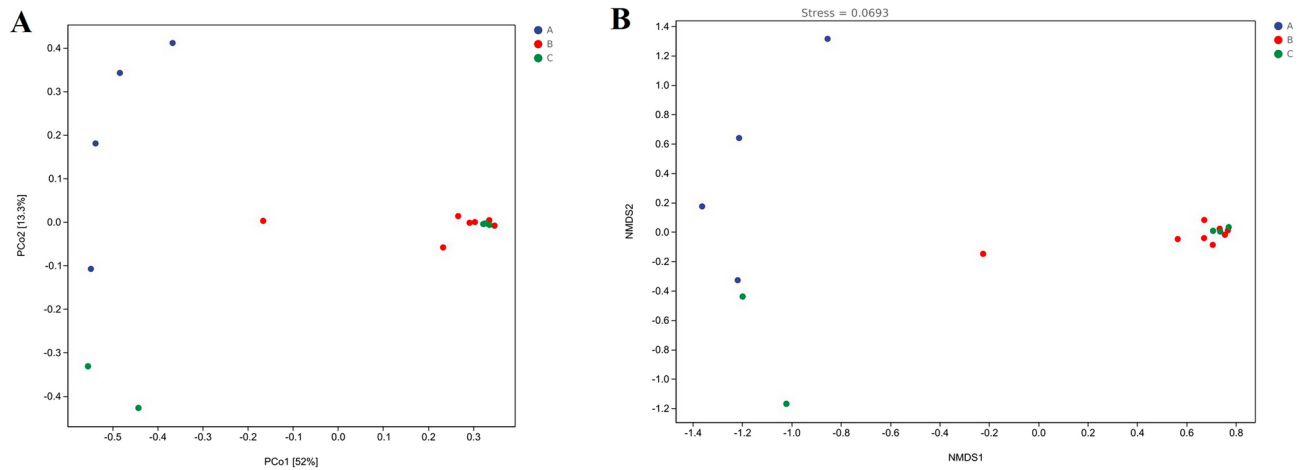 A
A
B
C
0.4
0.3
0.2
0.1
0.0
-0.1
-0.2
-0.3
-0.4
PCo2 [13.3%]
-0.5 -0.4 -0.3 -0.2 -0.1 0.0 0.1 0.2 0.3
PCo1 [52%]
B
Stress = 0.0693
A
B
C
1.4
1.2
1.0
0.8
0.6
0.4
0.2
0.0
-0.2
-0.4
-0.6
-0.8
-1.0
-1.2
NMDS2
-1.4 -1.2 -1.0 -0.8 -0.6 -0.4 -0.2 0.0 0.2 0.4 0.6 0.8
NMDS1